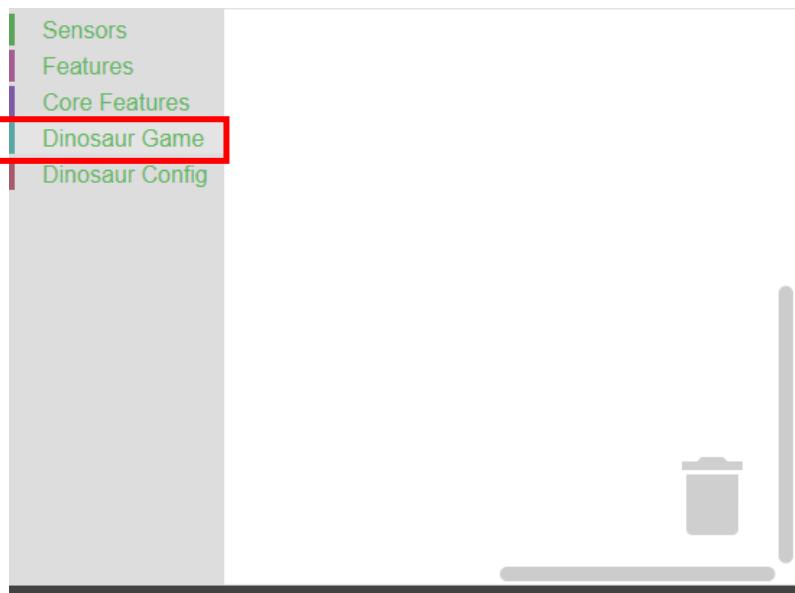 Sensors
Features
Core Features
Dinosaur Game
Dinosaur Config